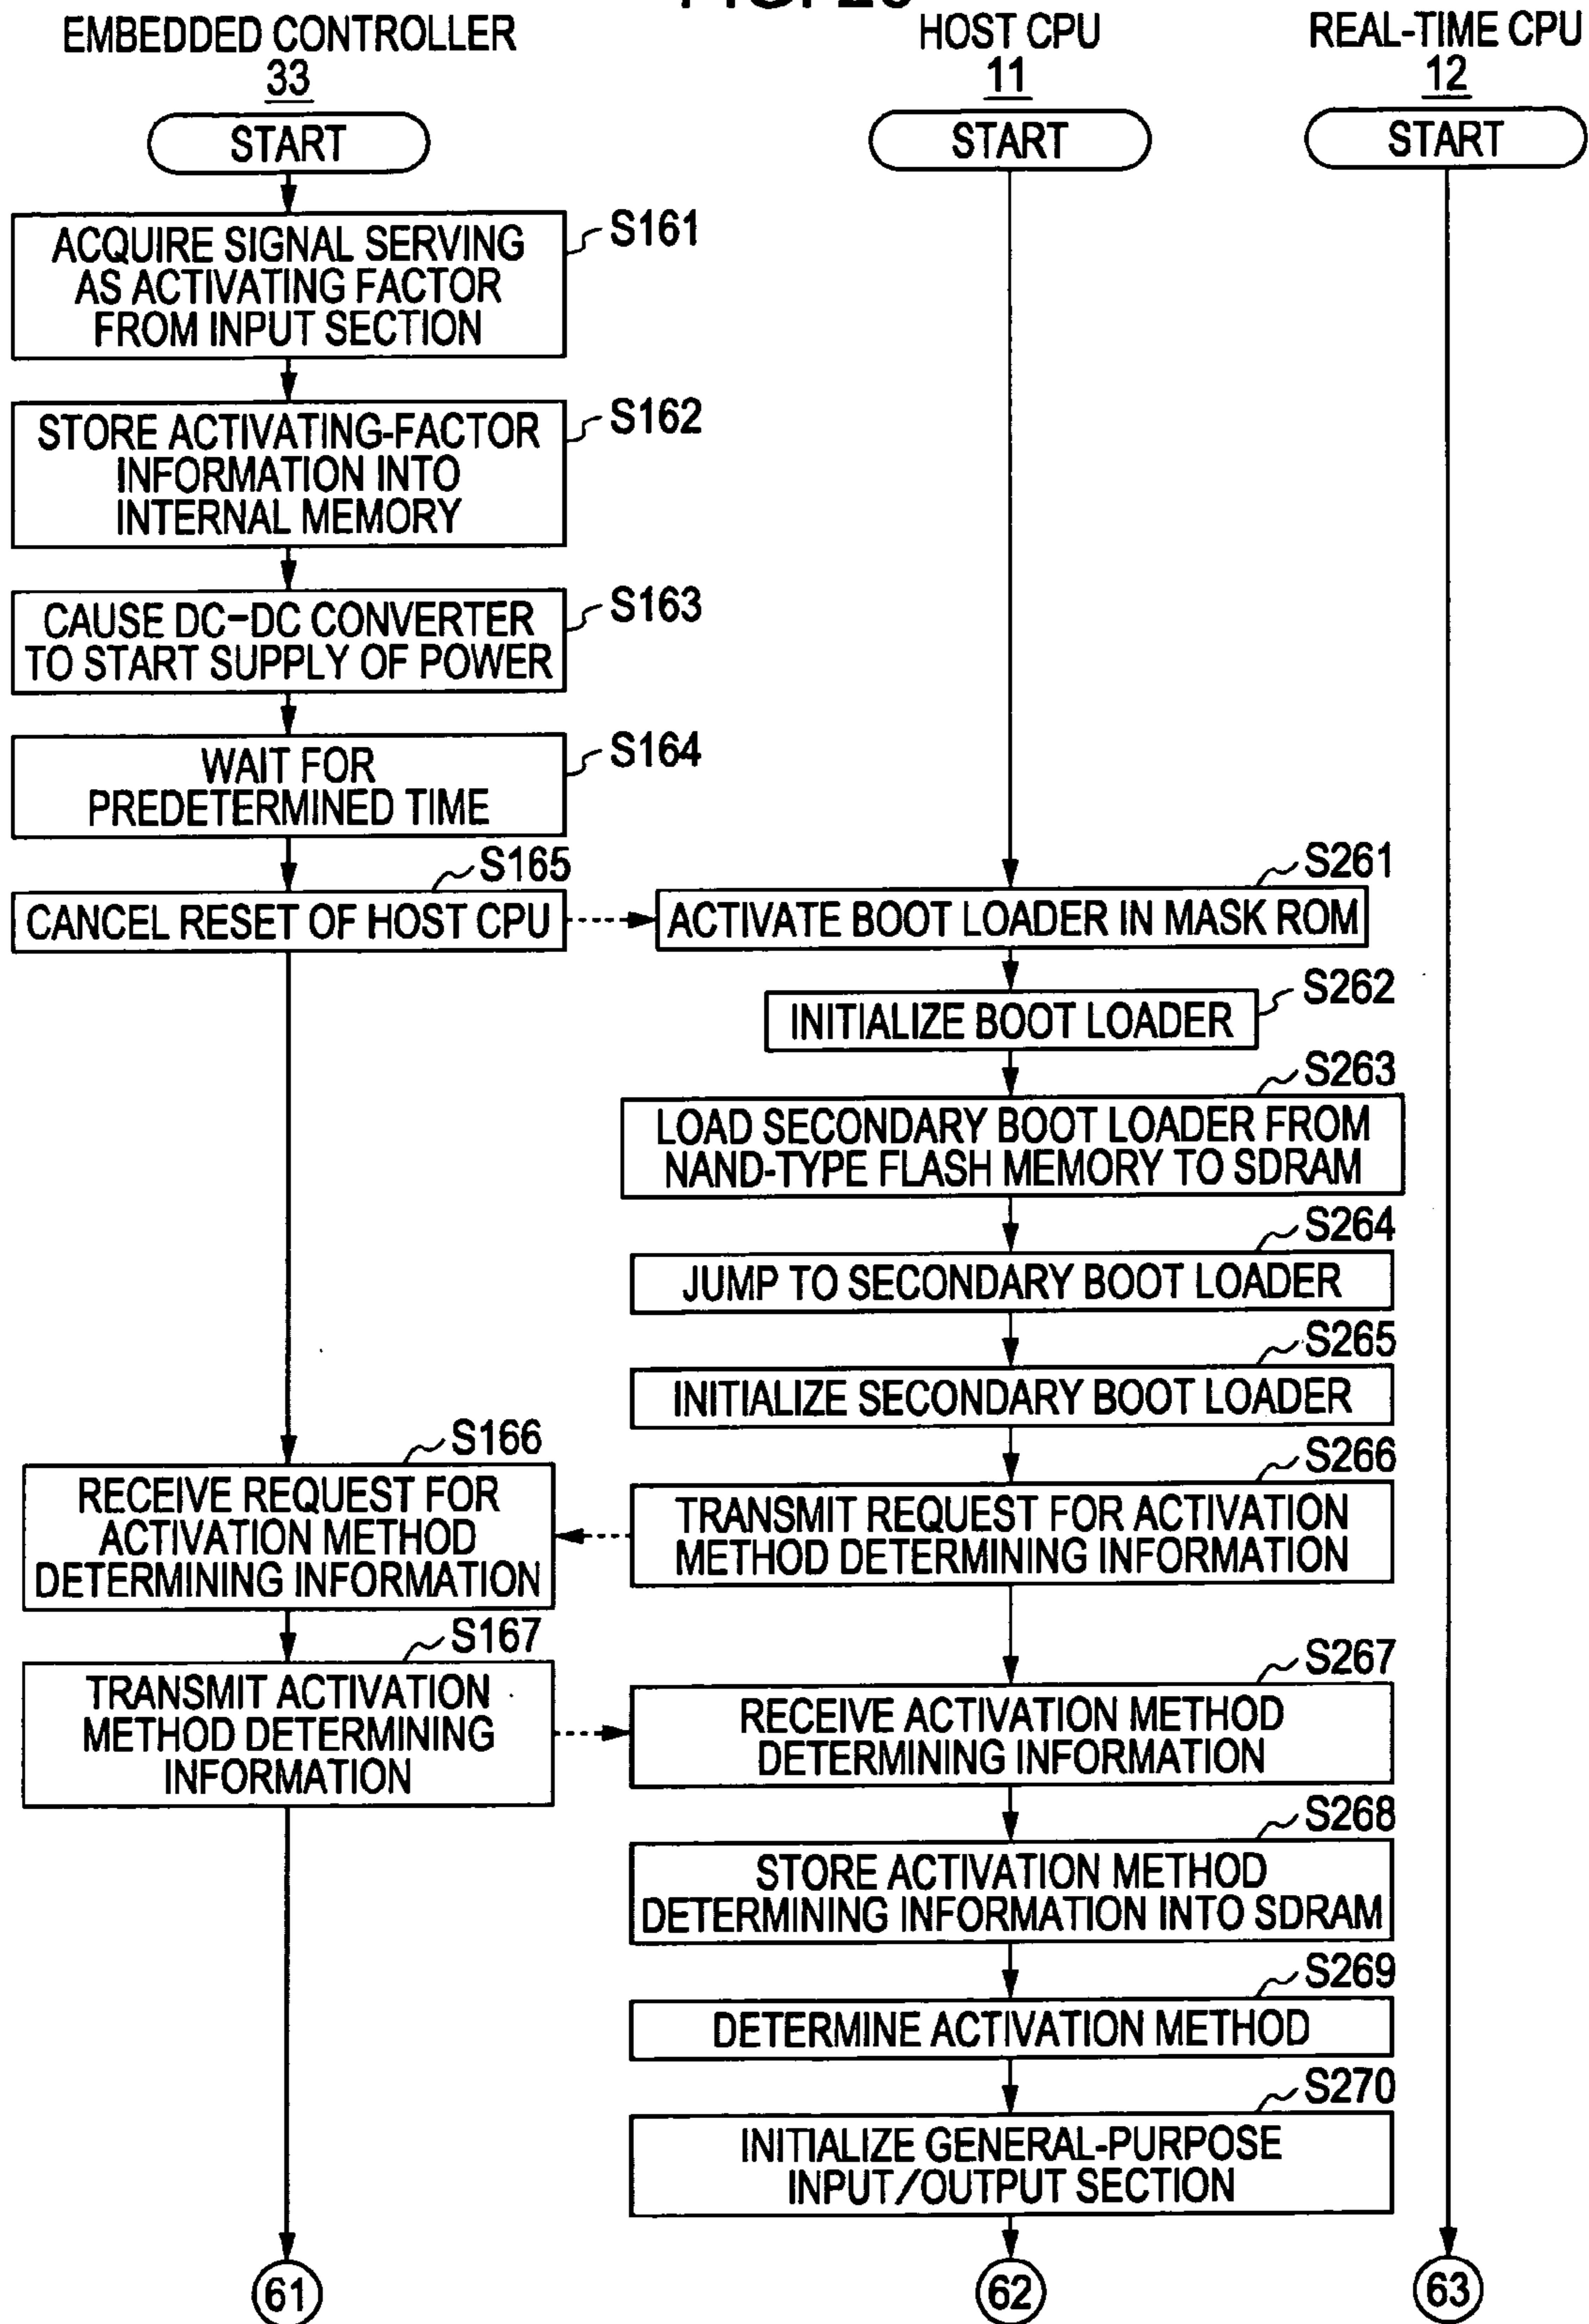 EMBEDDED CONTROLLER
33
START
ACQUIRE SIGNAL SERVING
AS ACTIVATING FACTOR
FROM INPUT SECTION
S161
STORE ACTIVATING-FACTOR
INFORMATION INTO
INTERNAL MEMORY
S162
CAUSE DC-DC CONVERTER
TO START SUPPLY OF POWER
S163
WAIT FOR
PREDETERMINED TIME
S164
S165
CANCEL RESET OF HOST CPU
S166
RECEIVE REQUEST FOR
ACTIVATION METHOD
DETERMINING INFORMATION
S167
TRANSMIT ACTIVATION
METHOD DETERMINING
INFORMATION
61
HOST CPU
11
START
S261
ACTIVATE BOOT LOADER IN MASK ROM
S262
INITIALIZE BOOT LOADER
S263
LOAD SECONDARY BOOT LOADER FROM
NAND-TYPE FLASH MEMORY TO SDRAM
S264
JUMP TO SECONDARY BOOT LOADER
S265
INITIALIZE SECONDARY BOOT LOADER
S266
TRANSMIT REQUEST FOR ACTIVATION
METHOD DETERMINING INFORMATION
S267
RECEIVE ACTIVATION METHOD
DETERMINING INFORMATION
S268
STORE ACTIVATION METHOD
DETERMINING INFORMATION INTO SDRAM
S269
DETERMINE ACTIVATION METHOD
S270
INITIALIZE GENERAL-PURPOSE
INPUT/OUTPUT SECTION
62
REAL-TIME CPU
12
START
63